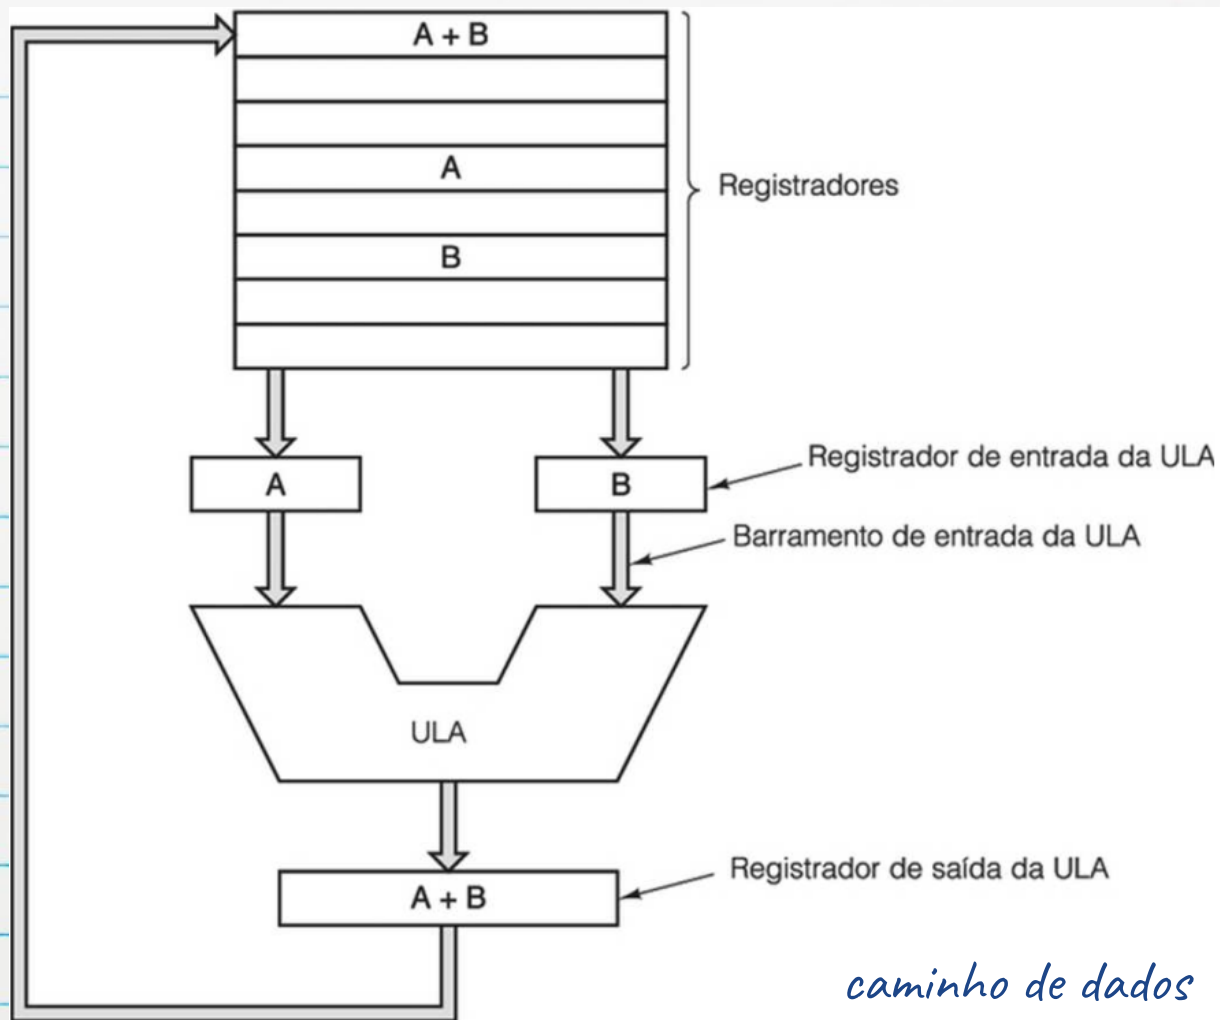 A + B
A
Registradores
B
A
B
Registrador de entrada da ULA
Barramento de entrada da ULA
ULA
A + B
Registrador de saída da ULA
caminho de dados